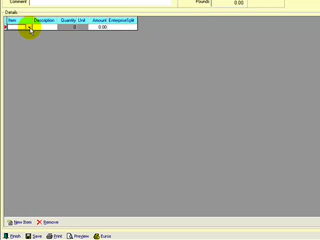 Comment Pounds 0.00
Details
Item Description Quantity Unit Amount EnterpriseSplit
0 0.00
New Item Remove
Finish Save Print Preview Euros